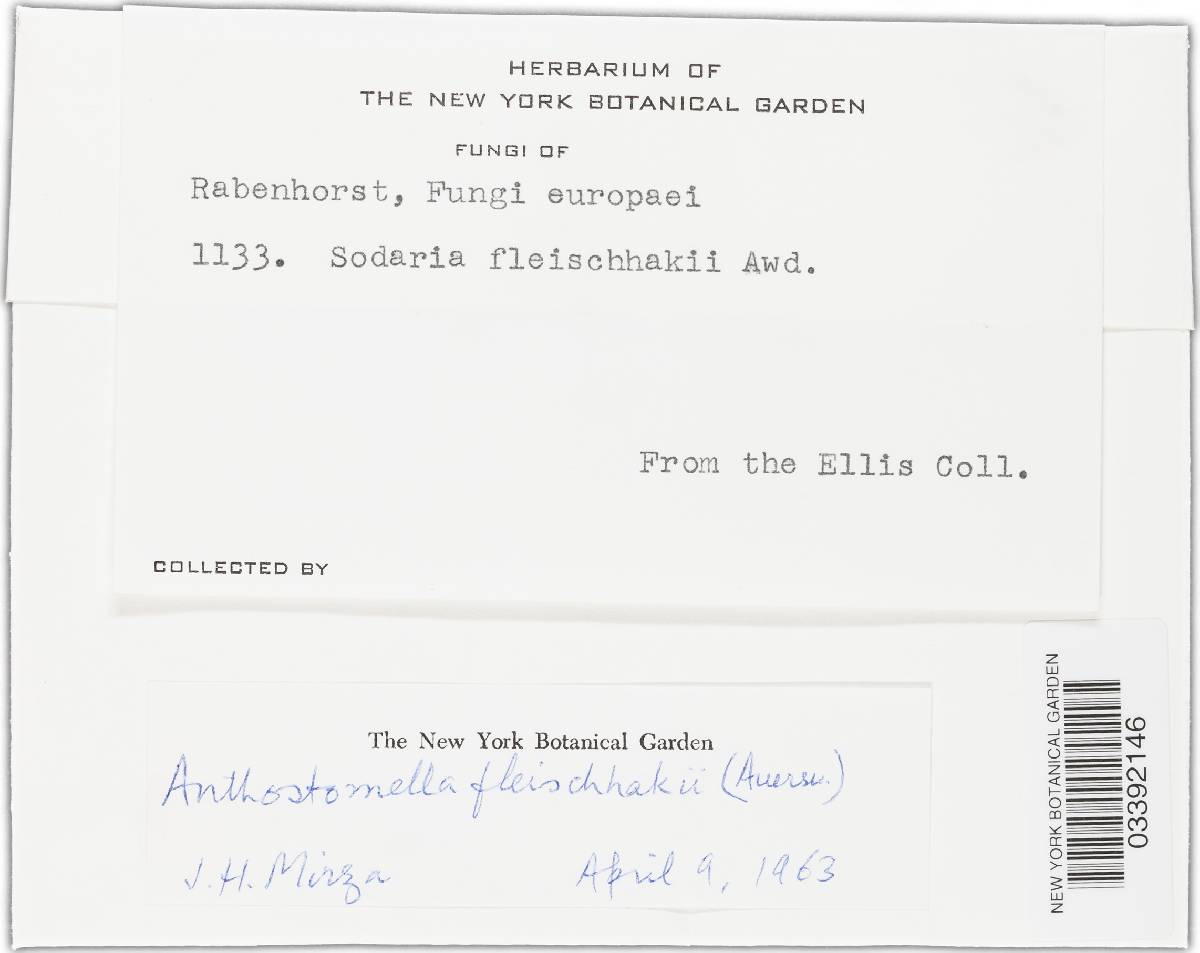 HERBARIUM OF
THE NEW YORK BOTANICAL GARDEN
FUNGI OF
Rabenhorst, Fungi europaei
1133. Sodaria fleischhakii Awd.
From the Ellis Coll.
COLLECTED BY
The New York Botanical Garden
Anthostomella fleischhakii (Auersw.)
J.H. Mirza April 9, 1963
NEW YORK BOTANICAL GARDEN
03392146